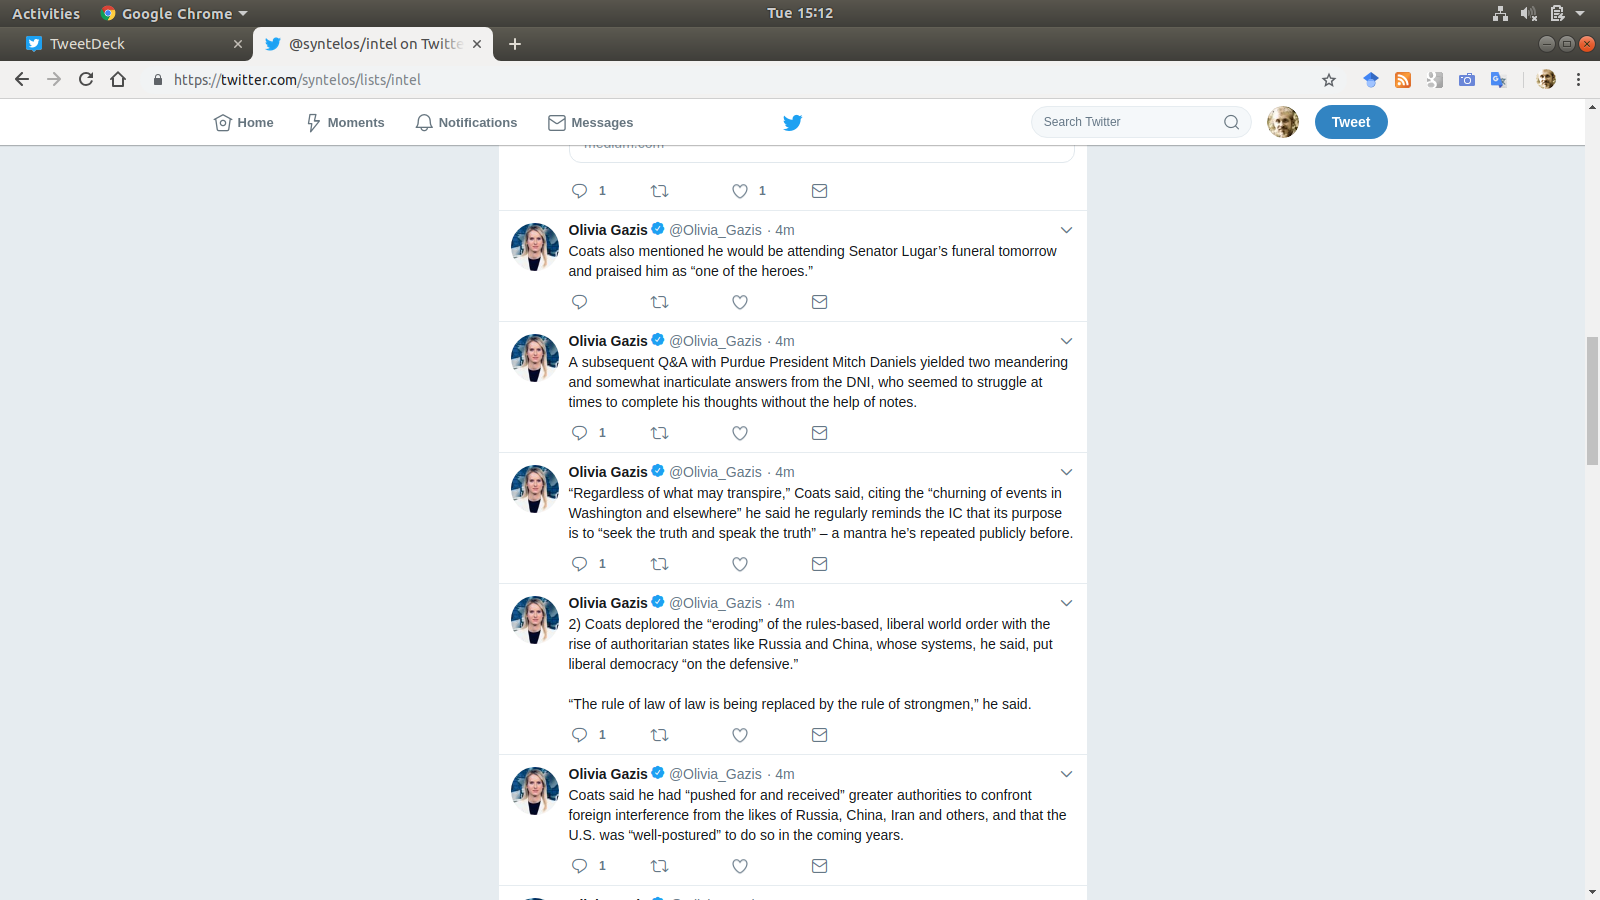 Activities
Google Chrome
Tue 15:12
TweetDeck
@syntelos/intel on Twitte
https://twitter.com/syntelos/lists/intel
Home
Moments
Notifications
Messages
Search Twitter
Tweet
medium.com
1
1
Olivia Gazis @Olivia_Gazis · 4m
Coats also mentioned he would be attending Senator Lugar’s funeral tomorrow
and praised him as “one of the heroes.”
Olivia Gazis @Olivia_Gazis · 4m
A subsequent Q&A with Purdue President Mitch Daniels yielded two meandering
and somewhat inarticulate answers from the DNI, who seemed to struggle at
times to complete his thoughts without the help of notes.
1
Olivia Gazis @Olivia_Gazis · 4m
“Regardless of what may transpire,” Coats said, citing the “churning of events in
Washington and elsewhere” he said he regularly reminds the IC that its purpose
is to “seek the truth and speak the truth” – a mantra he’s repeated publicly before.
1
Olivia Gazis @Olivia_Gazis · 4m
2) Coats deplored the “eroding” of the rules-based, liberal world order with the
rise of authoritarian states like Russia and China, whose systems, he said, put
liberal democracy “on the defensive.”
“The rule of law of law is being replaced by the rule of strongmen,” he said.
1
Olivia Gazis @Olivia_Gazis · 4m
Coats said he had “pushed for and received” greater authorities to confront
foreign interference from the likes of Russia, China, Iran and others, and that the
U.S. was “well-postured” to do so in the coming years.
1